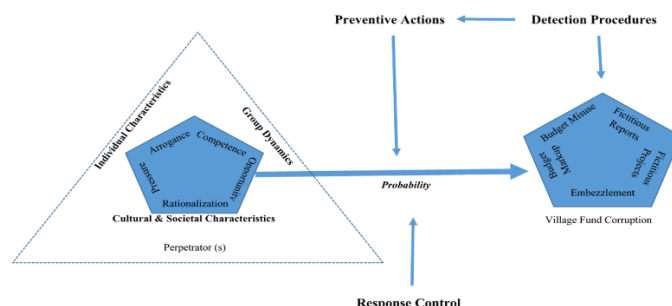 Preventive Actions
Detection Procedures
Individual Characteristics
Group Dynamics
Arrogance
Competence
Pressure
Opportunity
Rationalization
Cultural & Societal Characteristics
Perpetrator (s)
Probability
Budget Misuse
Fictitious
Reports
Budget
Markup
Fictitious
Projects
Embezzlement
Village Fund Corruption
Response Control